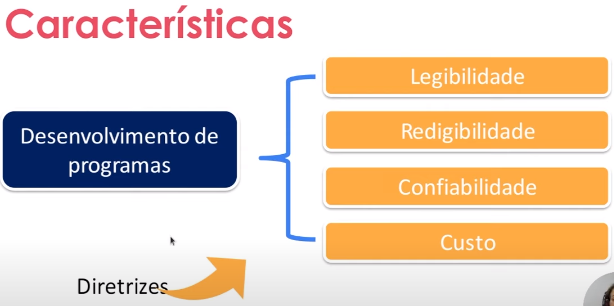 Características
Desenvolvimento de
programas
Legibilidade
Redigibilidade
Confiabilidade
Custo
Diretrizes